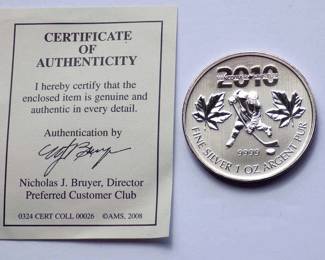 CERTIFICATE
OF
AUTHENTICITY
I hereby certify that the
enclosed item is genuine and
authentic in every detail.
Authentication by
Nicholas J. Bruyer, Director
Preferred Customer Club
0324 CERT COLL 00026 ©AMS, 2008
2010
9999
FINE SILVER 1 OZ ARGENT PUR